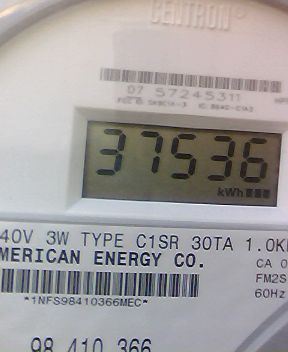 CENTRON®
07 57245311
37536
kWh
40V 3W TYPE C1SR 30TA 1.0K
MERICAN ENERGY CO.
CA 0
FM2S
60Hz
*1NFS98410366MEC*
98 410 366